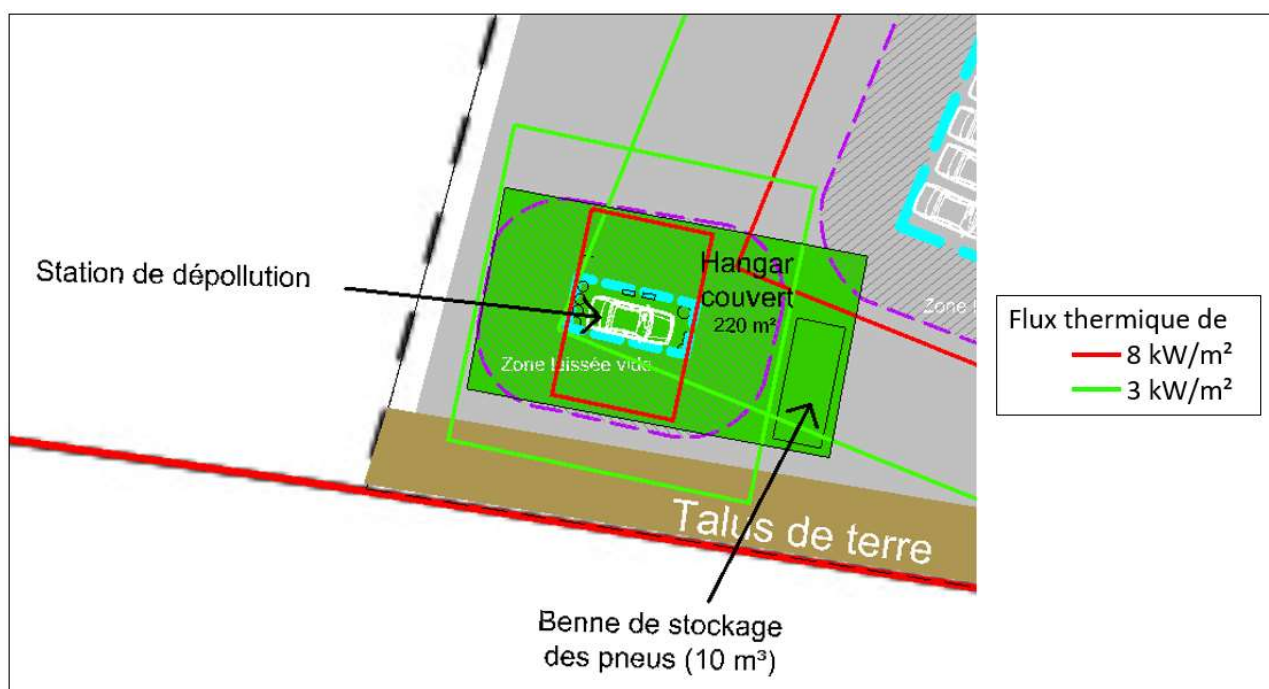 Station de dépollution
Hangar
couvert
220 m²
Zone laissée vide
Zone l
Flux thermique de
8 kW/m²
3 kW/m²
Talus de terre
Benne de stockage
des pneus (10 m³)